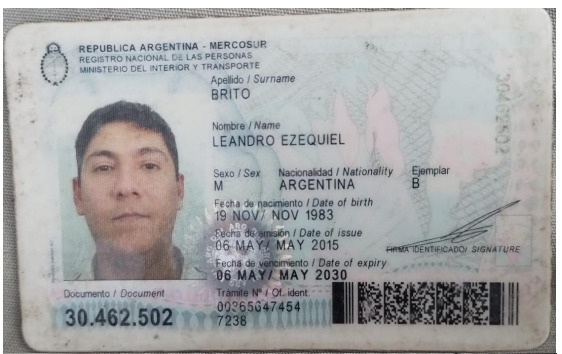 REPUBLICA ARGENTINA - MERCOSUR
REGISTRO NACIONAL DE LAS PERSONAS
MINISTERIO DEL INTERIOR Y TRANSPORTE
Apellido / Surname
BRITO
Nombre / Name
LEANDRO EZEQUIEL
Sexo / Sex Nacionalidad / Nationality Ejemplar
M ARGENTINA B
Fecha de nacimiento / Date of birth
19 NOV/ NOV 1983
Fecha de emisión / Date of issue
06 MAY/ MAY 2015
FIRMA IDENTIFICADO/ SIGNATURE
Fecha de vencimiento / Date of expiry
06 MAY/ MAY 2030
Documento / Document
30.462.502
Trámite Nº / Of. ident.
7238